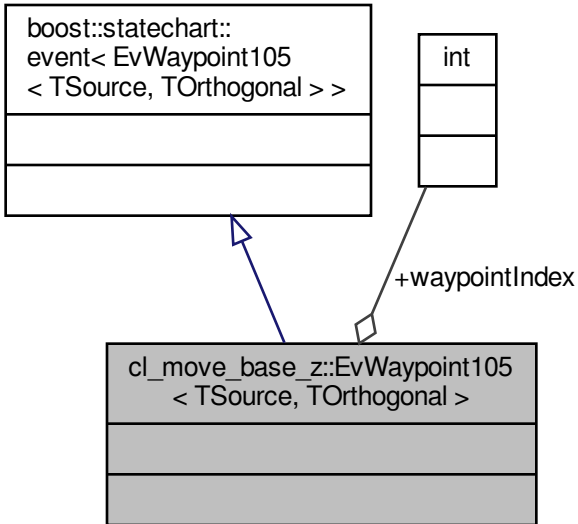 boost::statechart::
event< EvWaypoint105
< TSource, TOrthogonal > >
int
+waypointIndex
cl_move_base_z::EvWaypoint105
< TSource, TOrthogonal >